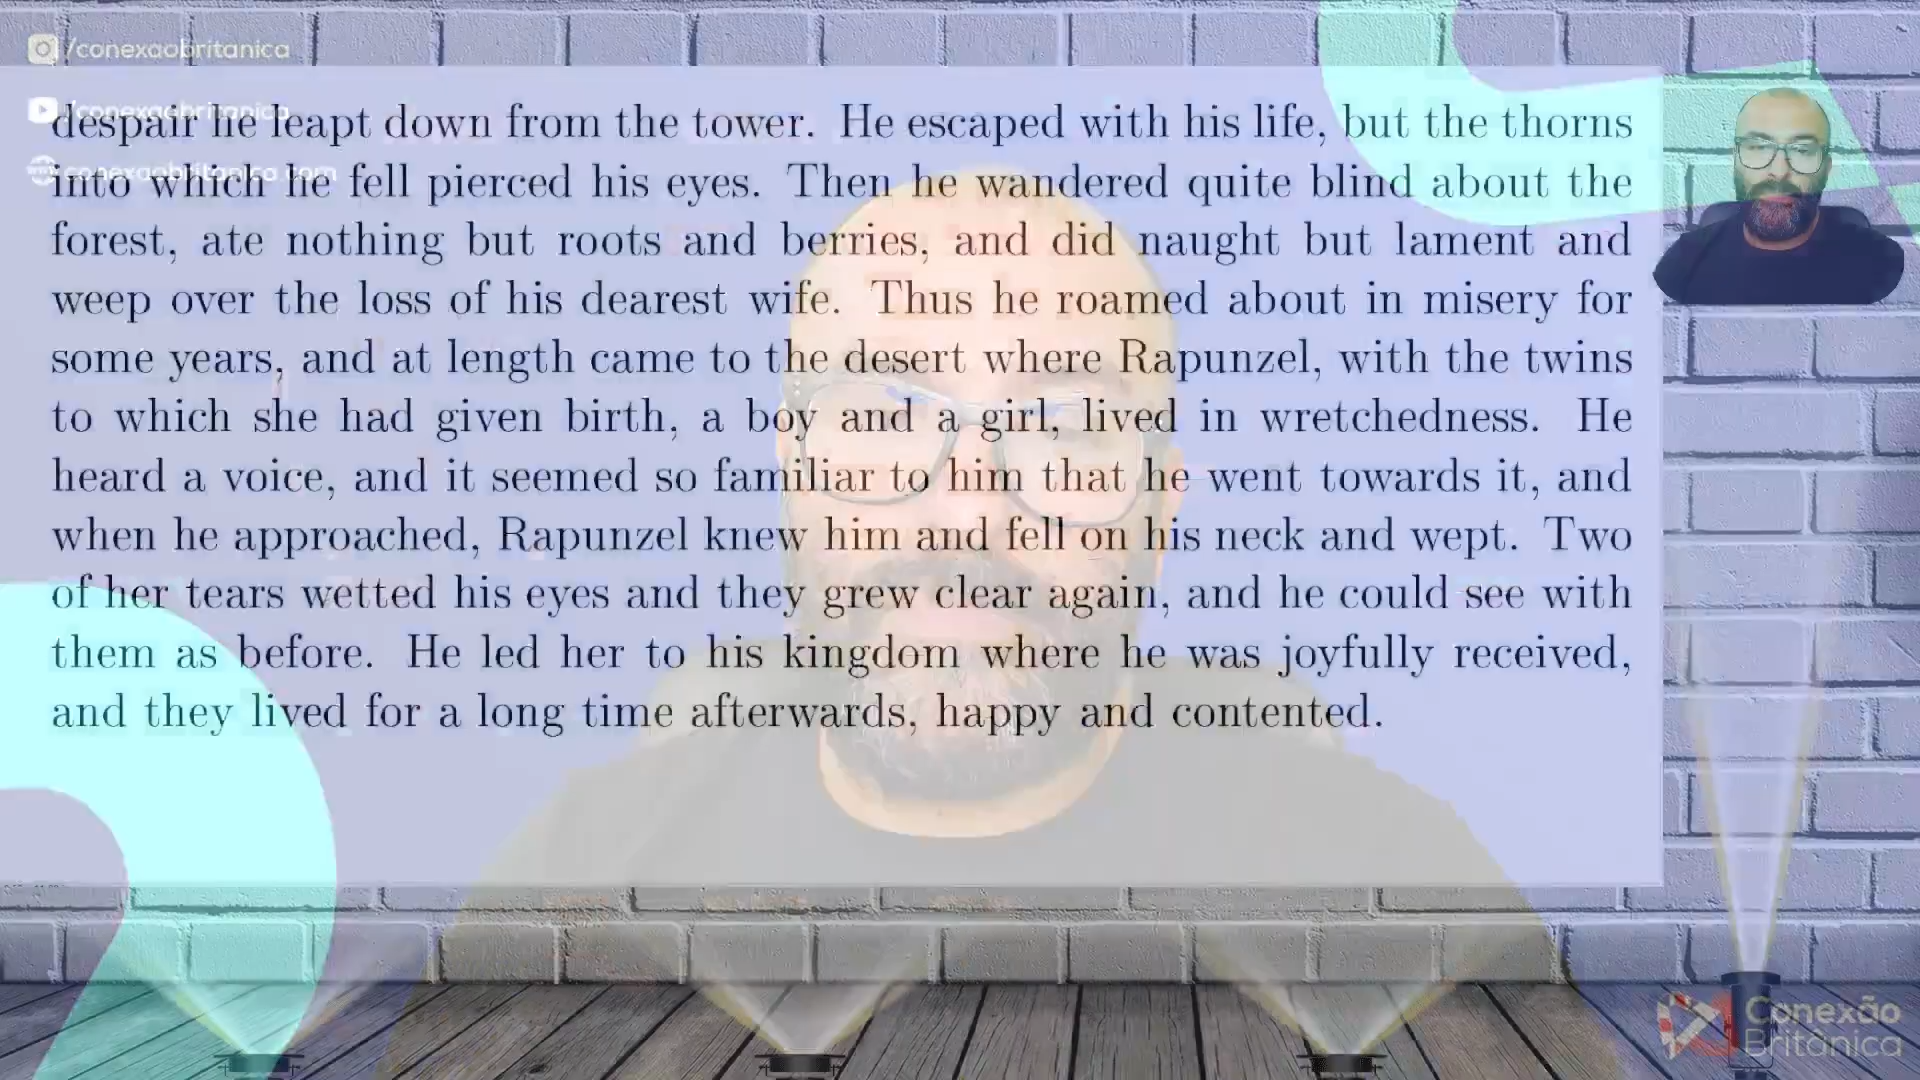 /conexaobritanica
/conexaobritanica
conexaobritanica.com
despair he leapt down from the tower. He escaped with his life, but the thorns
into which he fell pierced his eyes. Then he wandered quite blind about the
forest, ate nothing but roots and berries, and did naught but lament and
weep over the loss of his dearest wife. Thus he roamed about in misery for
some years, and at length came to the desert where Rapunzel, with the twins
to which she had given birth, a boy and a girl, lived in wretchedness. He
heard a voice, and it seemed so familiar to him that he went towards it, and
when he approached, Rapunzel knew him and fell on his neck and wept. Two
of her tears wetted his eyes and they grew clear again, and he could see with
them as before. He led her to his kingdom where he was joyfully received,
and they lived for a long time afterwards, happy and contented.
Conexão
Britânica